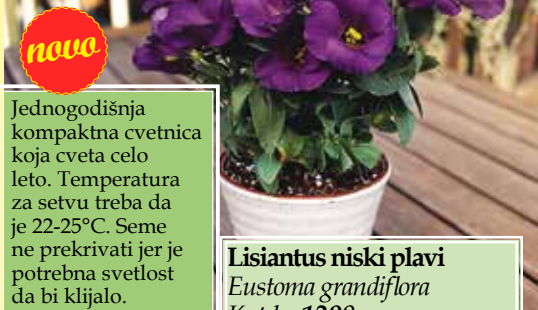 novo
Jednogodišnja
kompaktna cvetnica
koja cveta celo
leto. Temperatura
za setvu treba da
je 22-25°C. Seme
ne prekrivati jer je
potrebna svetlost
da bi klijalo.
Lisiantus niski plavi
Eustoma grandiflora